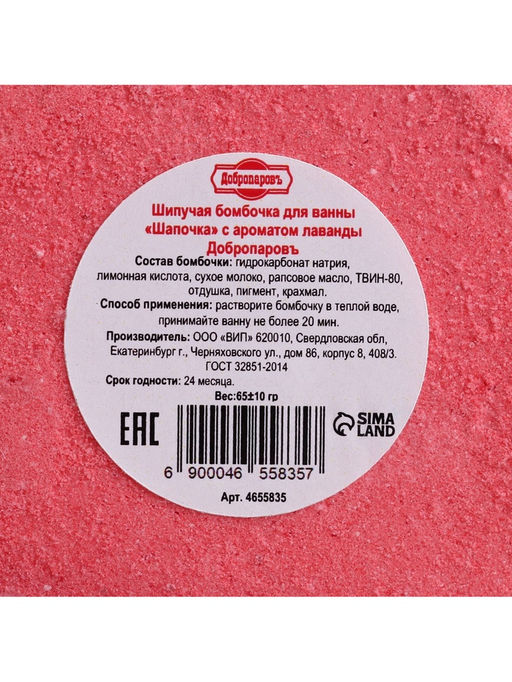 Добропаровъ
Шипучая бомбочка для ванны
«Шапочка» с ароматом лаванды
Добропаровъ
Состав бомбочки: гидрокарбонат натрия,
лимонная кислота, сухое молоко, рапсовое масло, ТВИН-80,
отдушка, пигмент, крахмал.
Способ применения: растворите бомбочку в теплой воде,
принимайте ванну не более 20 мин.
Производитель: ООО «ВИП» 620010, Свердловская обл,
Екатеринбург г., Черняховского ул., дом 86, корпус 8, 408/3.
ГОСТ 32851-2014
Срок годности: 24 месяца.
Вес:65±10 гр
EAC
SIMA
LAND
6 900046 558357
Арт. 4655835